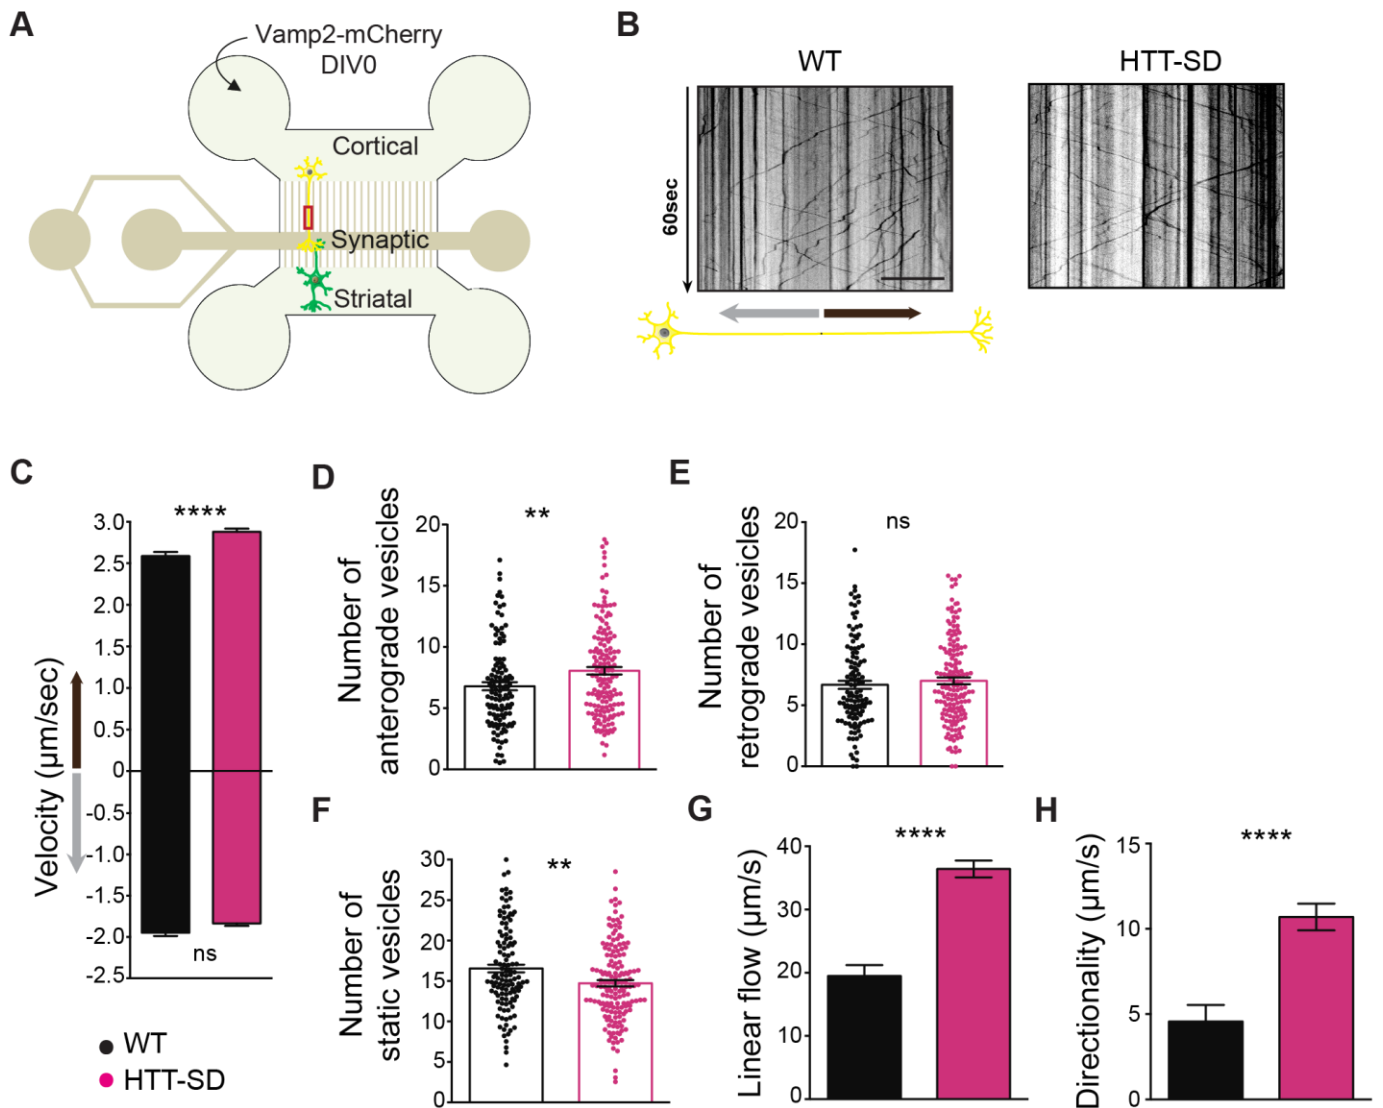 A
Vamp2-mCherry
DIV0
Cortical
Synaptic
Striatal
B
WT
HTT-SD
60sec
C
Velocity (µm/sec)
3.0
2.5
2.0
1.5
1.0
0.5
0
-0.5
-1.0
-1.5
-2.0
-2.5
****
ns
WT
HTT-SD
D
Number of
anterograde vesicles
20
15
10
5
0
**
E
Number of
retrograde vesicles
20
15
10
5
0
ns
F
Number of
static vesicles
30
25
20
15
10
5
0
**
G
Linear flow (µm/s)
40
30
20
10
0
****
H
Directionality (µm/s)
15
10
5
0
****